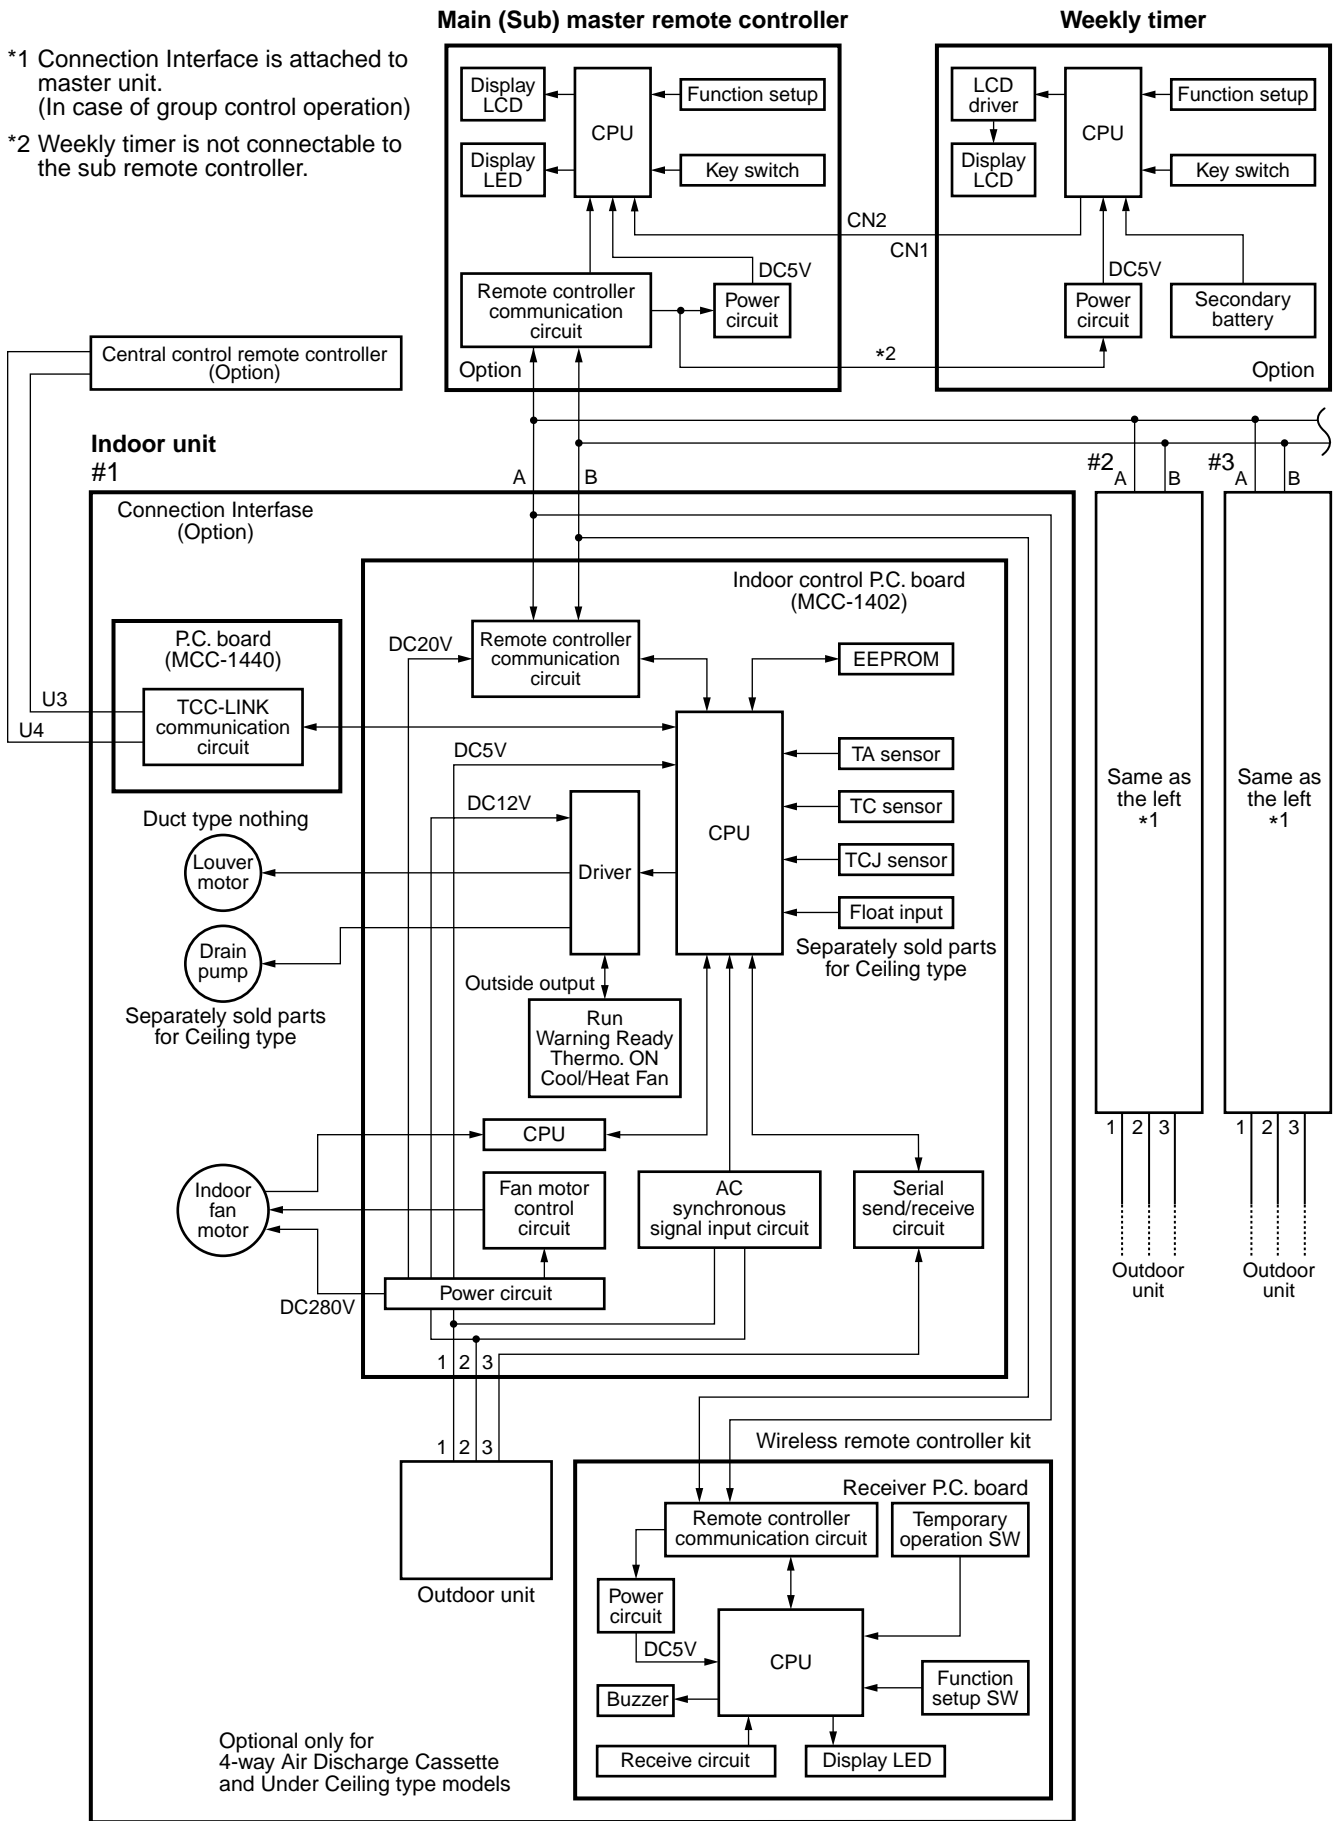 Main (Sub) master remote controller
Weekly timer
*1 Connection Interface is attached to
master unit.
(In case of group control operation)
*2 Weekly timer is not connectable to
the sub remote controller.
Display
LCD
CPU
Function setup
Display
LED
Key switch
LCD
driver
CPU
Function setup
Display
LCD
Key switch
CN2
CN1
DC5V
DC5V
Remote controller
communication
circuit
Power
circuit
Power
circuit
Secondary
battery
*2
Option
Option
Central control remote controller
(Option)
Indoor unit
#1
A
B
#2
A
B
#3
A
B
Connection Interfase
(Option)
Indoor control P.C. board
(MCC-1402)
P.C. board
(MCC-1440)
DC20V
Remote controller
communication
circuit
EEPROM
U3
U4
TCC-LINK
communication
circuit
DC5V
TA sensor
DC12V
TC sensor
Duct type nothing
Louver
motor
Driver
CPU
TCJ sensor
Float input
Same as
the left
*1
Same as
the left
*1
Drain
pump
Separately sold parts
for Ceiling type
Separately sold parts
for Ceiling type
Outside output
Run
Warning Ready
Thermo. ON
Cool/Heat Fan
CPU
1
2
3
1
2
3
Indoor
fan
motor
Fan motor
control
circuit
AC
synchronous
signal input circuit
Serial
send/receive
circuit
Outdoor
unit
Outdoor
unit
DC280V
Power circuit
1
2
3
1
2
3
Outdoor unit
Wireless remote controller kit
Receiver P.C. board
Remote controller
communication circuit
Temporary
operation SW
Power
circuit
DC5V
CPU
Function
setup SW
Buzzer
Receive circuit
Display LED
Optional only for
4-way Air Discharge Cassette
and Under Ceiling type models